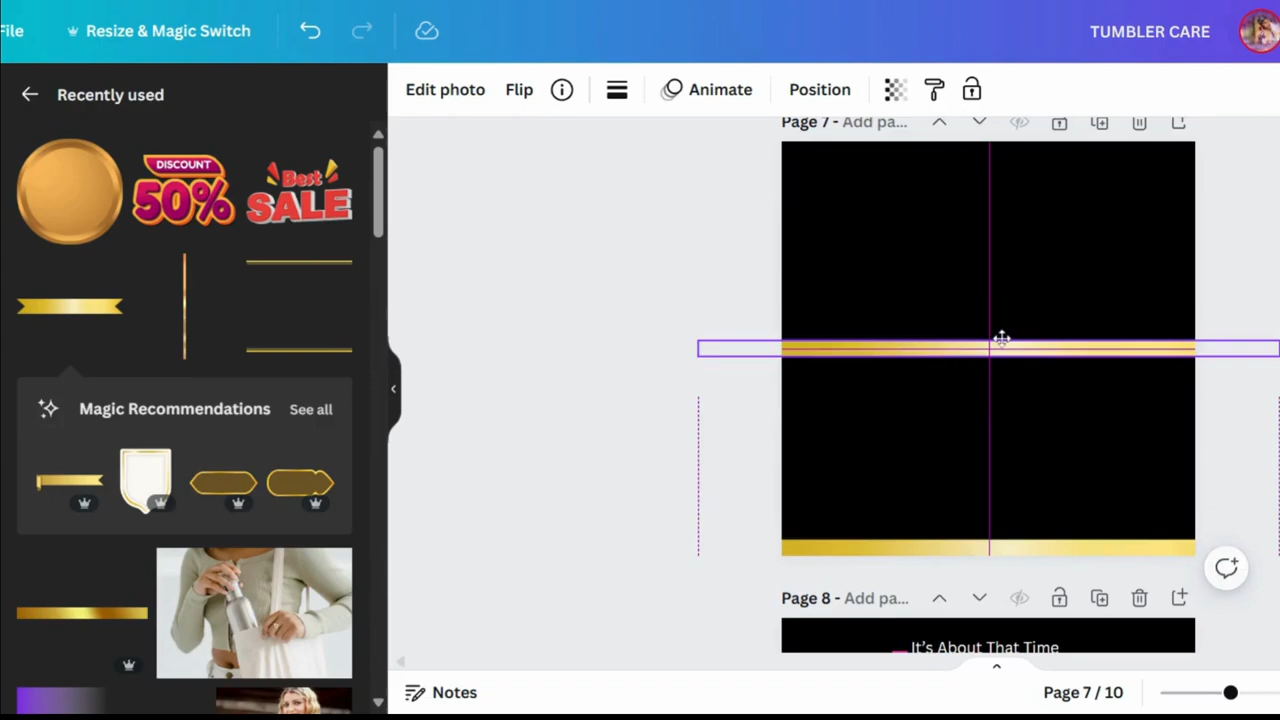 File
Resize & Magic Switch
TUMBLER CARE
Recently used
Edit photo
Flip
Animate
Position
Page 7 - Add pa...
DISCOUNT
50%
Best
SALE
Magic Recommendations
See all
Page 8 - Add pa...
It's About That Time
Notes
Page 7 / 10